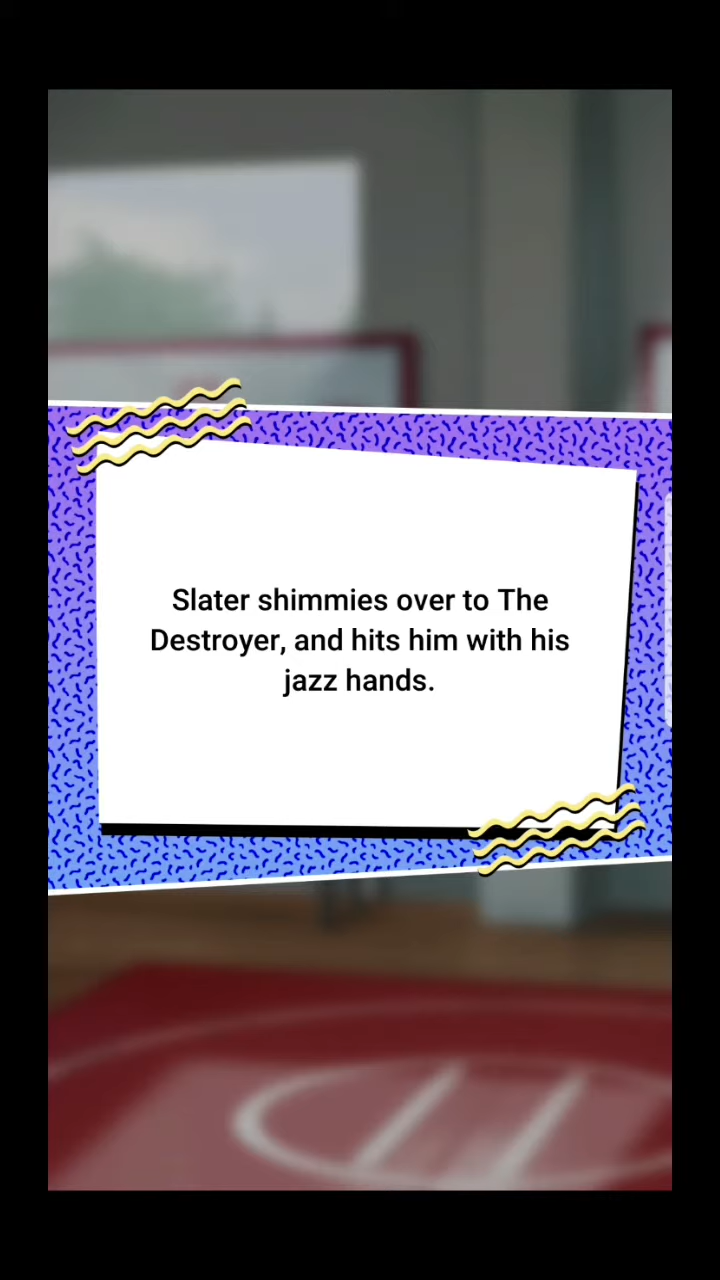 Slater shimmies over to The
Destroyer, and hits him with his
jazz hands.